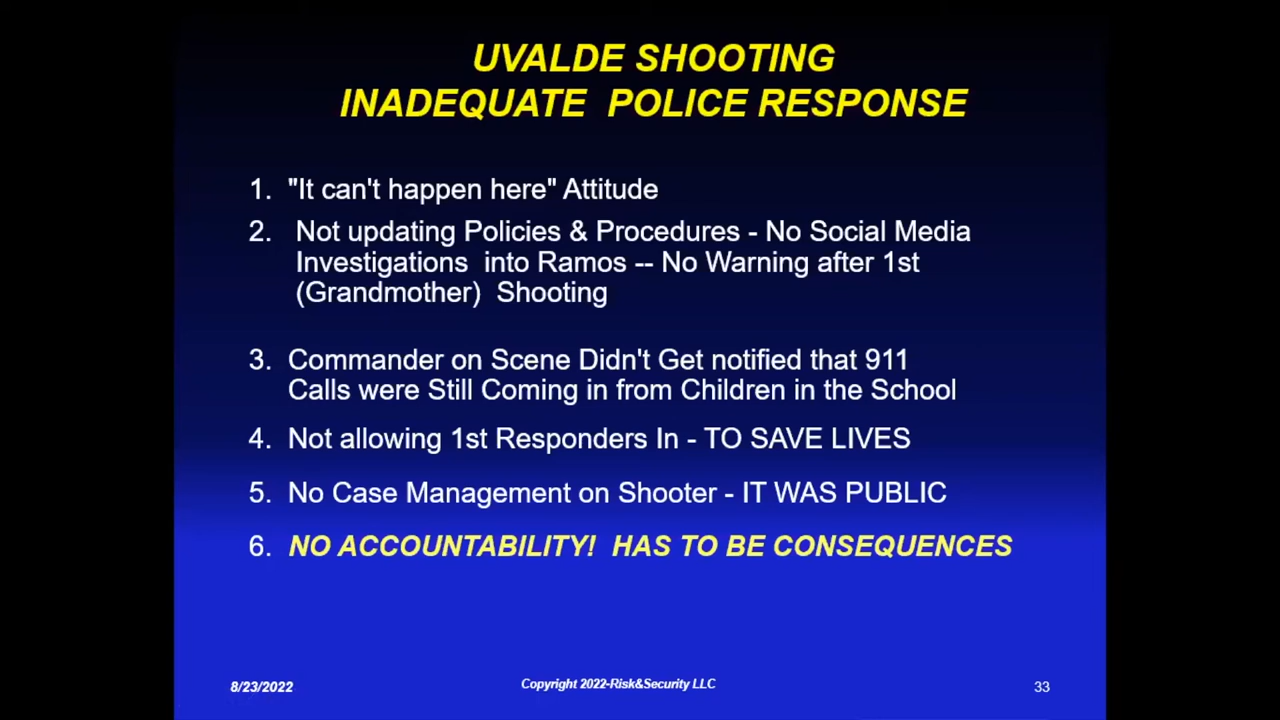 UVALDE SHOOTING
INADEQUATE POLICE RESPONSE
1. "It can't happen here" Attitude
2. Not updating Policies & Procedures - No Social Media
Investigations into Ramos -- No Warning after 1st
(Grandmother) Shooting
3. Commander on Scene Didn't Get notified that 911
Calls were Still Coming in from Children in the School
4. Not allowing 1st Responders In - TO SAVE LIVES
5. No Case Management on Shooter - IT WAS PUBLIC
6. NO ACCOUNTABILITY! HAS TO BE CONSEQUENCES
8/23/2022
Copyright 2022-Risk&Security LLC
33